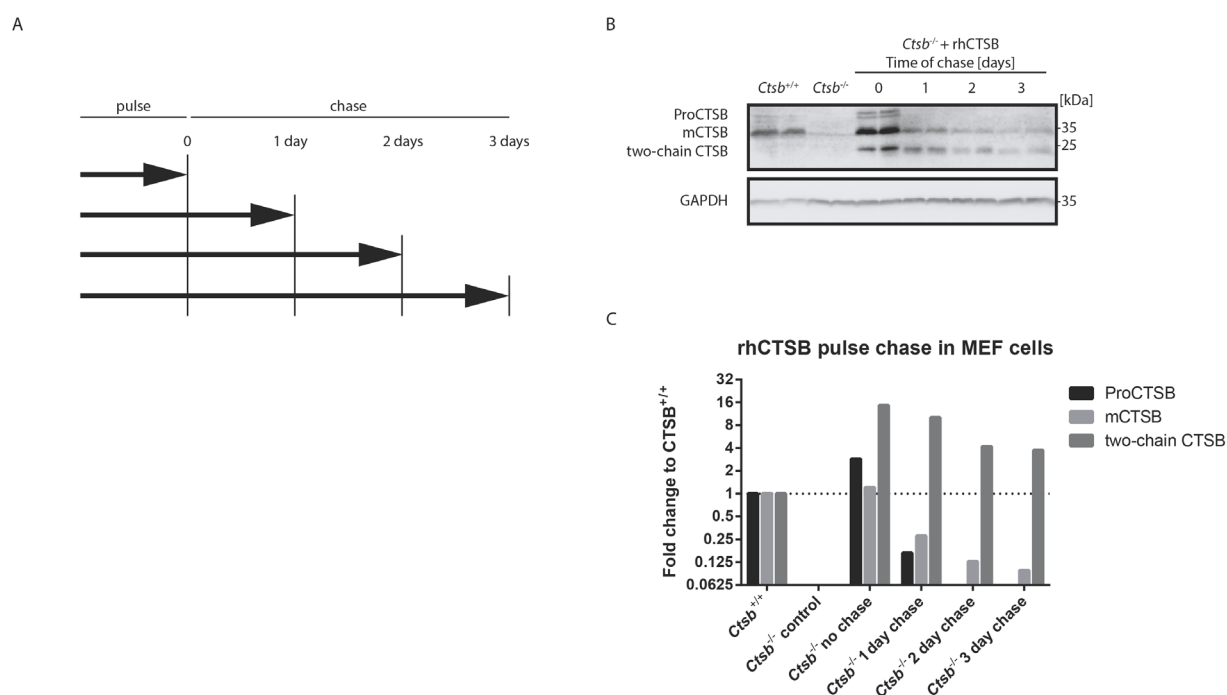 A
pulse
chase
0
1 day
2 days
3 days
B
Ctsb-/- + rhCTSB
Time of chase [days]
Ctsb+/+
Ctsb-/-
0
1
2
3
[kDa]
ProCTSB
mCTSB
two-chain CTSB
-35
-25
GAPDH
-35
C
rhCTSB pulse chase in MEF cells
Fold change to CTSB+/+
32
16
8
4
2
1
0.5
0.25
0.125
0.0625
Ctsb+/+
Ctsb-/- control
Ctsb-/- no chase
Ctsb-/- 1 day chase
Ctsb-/- 2 day chase
Ctsb-/- 3 day chase
ProCTSB
mCTSB
two-chain CTSB